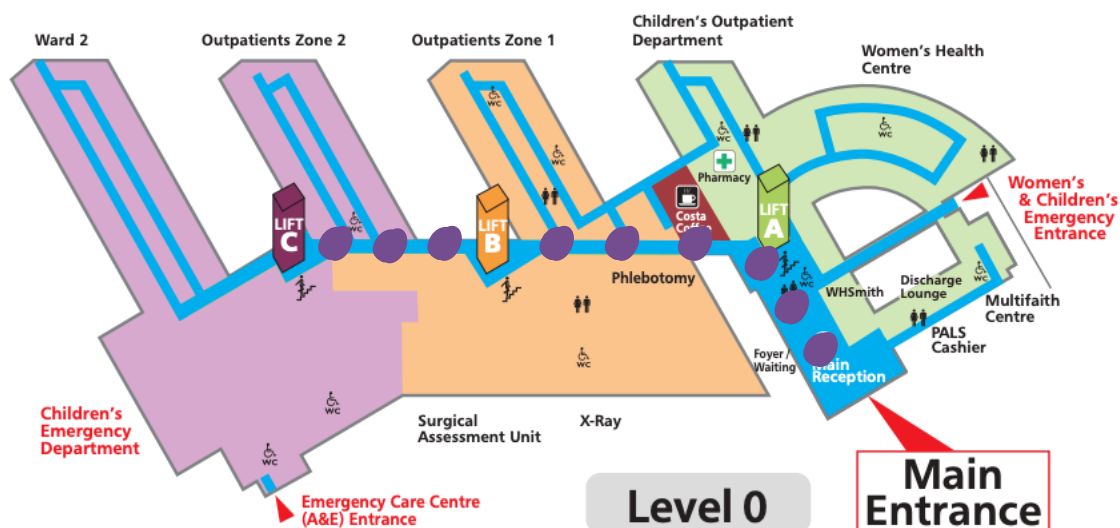 Ward 2
Outpatients Zone 2
Outpatients Zone 1
Children's Outpatient
Department
Women's Health
Centre
WC
WC
WC
WC
WC
WC
Pharmacy
Costa
Women's
& Children's
Emergency
Entrance
LIFT
C
LIFT
B
LIFT
A
Phlebotomy
WC
WHSmith
Discharge
Lounge
WC
Multifaith
Centre
PALS
Cashier
Foyer /
Waiting
Main
Reception
WC
WC
WC
Children's
Emergency
Department
Surgical
Assessment Unit
X-Ray
Emergency Care Centre
(A&E) Entrance
Level 0
Main
Entrance